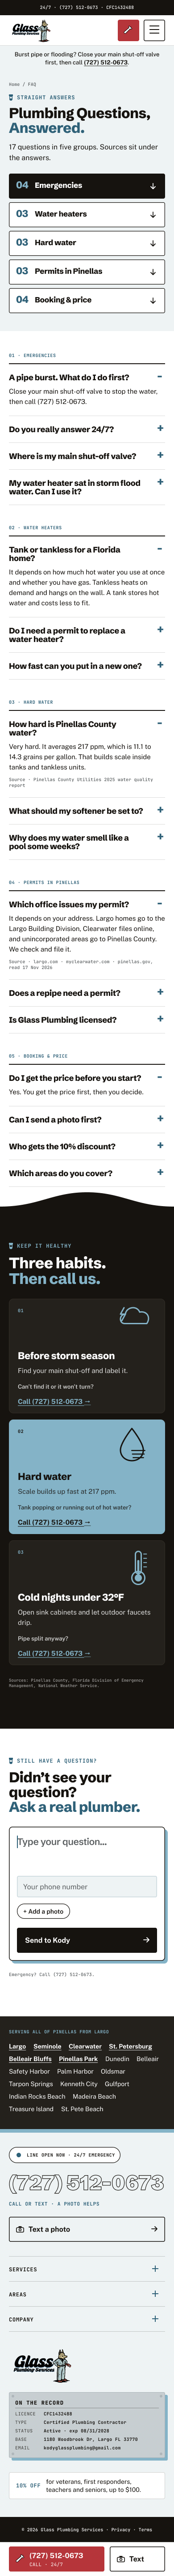 24/7 · (727) 512-0673 · CFC1432488
Glass
Plumbing Services
Burst pipe or flooding? Close your main shut-off valve
first, then call (727) 512-0673.
Home / FAQ
STRAIGHT ANSWERS
Plumbing Questions,
Answered.
17 questions in five groups. Sources sit under
the answers.
04 Emergencies
03 Water heaters
03 Hard water
03 Permits in Pinellas
04 Booking & price
01 · EMERGENCIES
A pipe burst. What do I do first?
Close your main shut-off valve to stop the water,
then call (727) 512-0673.
Do you really answer 24/7?
Where is my main shut-off valve?
My water heater sat in storm flood
water. Can I use it?
02 · WATER HEATERS
Tank or tankless for a Florida
home?
It depends on how much hot water you use at once
and whether you have gas. Tankless heats on
demand and hangs on the wall. A tank stores hot
water and costs less to fit.
Do I need a permit to replace a
water heater?
How fast can you put in a new one?
03 · HARD WATER
How hard is Pinellas County
water?
Very hard. It averages 217 ppm, which is 11.1 to
14.3 grains per gallon. That builds scale inside
tanks and tankless units.
Source · Pinellas County Utilities 2025 water quality
report
What should my softener be set to?
Why does my water smell like a
pool some weeks?
04 · PERMITS IN PINELLAS
Which office issues my permit?
It depends on your address. Largo homes go to the
Largo Building Division, Clearwater files online,
and unincorporated areas go to Pinellas County.
We check and file it.
Source · largo.com · myclearwater.com · pinellas.gov,
read 17 Nov 2026
Does a repipe need a permit?
Is Glass Plumbing licensed?
05 · BOOKING & PRICE
Do I get the price before you start?
Yes. You get the price first, then you decide.
Can I send a photo first?
Who gets the 10% discount?
Which areas do you cover?
KEEP IT HEALTHY
Three habits.
Then call us.
01
Before storm season
Find your main shut-off and label it.
Can't find it or it won't turn?
Call (727) 512-0673 →
02
Hard water
Scale builds up fast at 217 ppm.
Tank popping or running out of hot water?
Call (727) 512-0673 →
03
Cold nights under 32°F
Open sink cabinets and let outdoor faucets
drip.
Pipe split anyway?
Call (727) 512-0673 →
Sources: Pinellas County, Florida Division of Emergency
Management, National Weather Service.
STILL HAVE A QUESTION?
Didn't see your
question?
Ask a real plumber.
Type your question...
Your phone number
+ Add a photo
Send to Kody
Emergency? Call (727) 512-0673.
SERVING ALL OF PINELLAS FROM LARGO
Largo Seminole Clearwater St. Petersburg
Belleair Bluffs Pinellas Park Dunedin Belleair
Safety Harbor Palm Harbor Oldsmar
Tarpon Springs Kenneth City Gulfport
Indian Rocks Beach Madeira Beach
Treasure Island St. Pete Beach
LINE OPEN NOW · 24/7 EMERGENCY
(727) 512-0673
CALL OR TEXT · A PHOTO HELPS
Text a photo
SERVICES
AREAS
COMPANY
Glass
Plumbing Services
ON THE RECORD
LICENCE CFC1432488
TYPE Certified Plumbing Contractor
STATUS Active · exp 08/31/2028
BASE 1180 Woodbrook Dr, Largo FL 33770
EMAIL kodyglassplumbing@gmail.com
10% OFF for veterans, first responders,
teachers and seniors, up to $100.
© 2026 Glass Plumbing Services · Privacy · Terms
(727) 512-0673
CALL · 24/7
Text